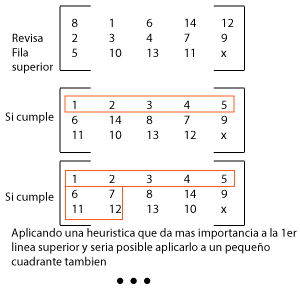 8 1 6 14 12
Revisa 2 3 4 7 9
Fila 5 10 13 11 x
superior
1 2 3 4 5
Si cumple 6 14 8 7 9
11 10 13 12 x
1 2 3 4 5
Si cumple 6 7 8 14 9
11 12 13 10 x
Aplicando una heuristica que da mas importancia a la 1er
linea superior y seria posible aplicarlo a un pequeño
cuadrante tambien
● ● ●